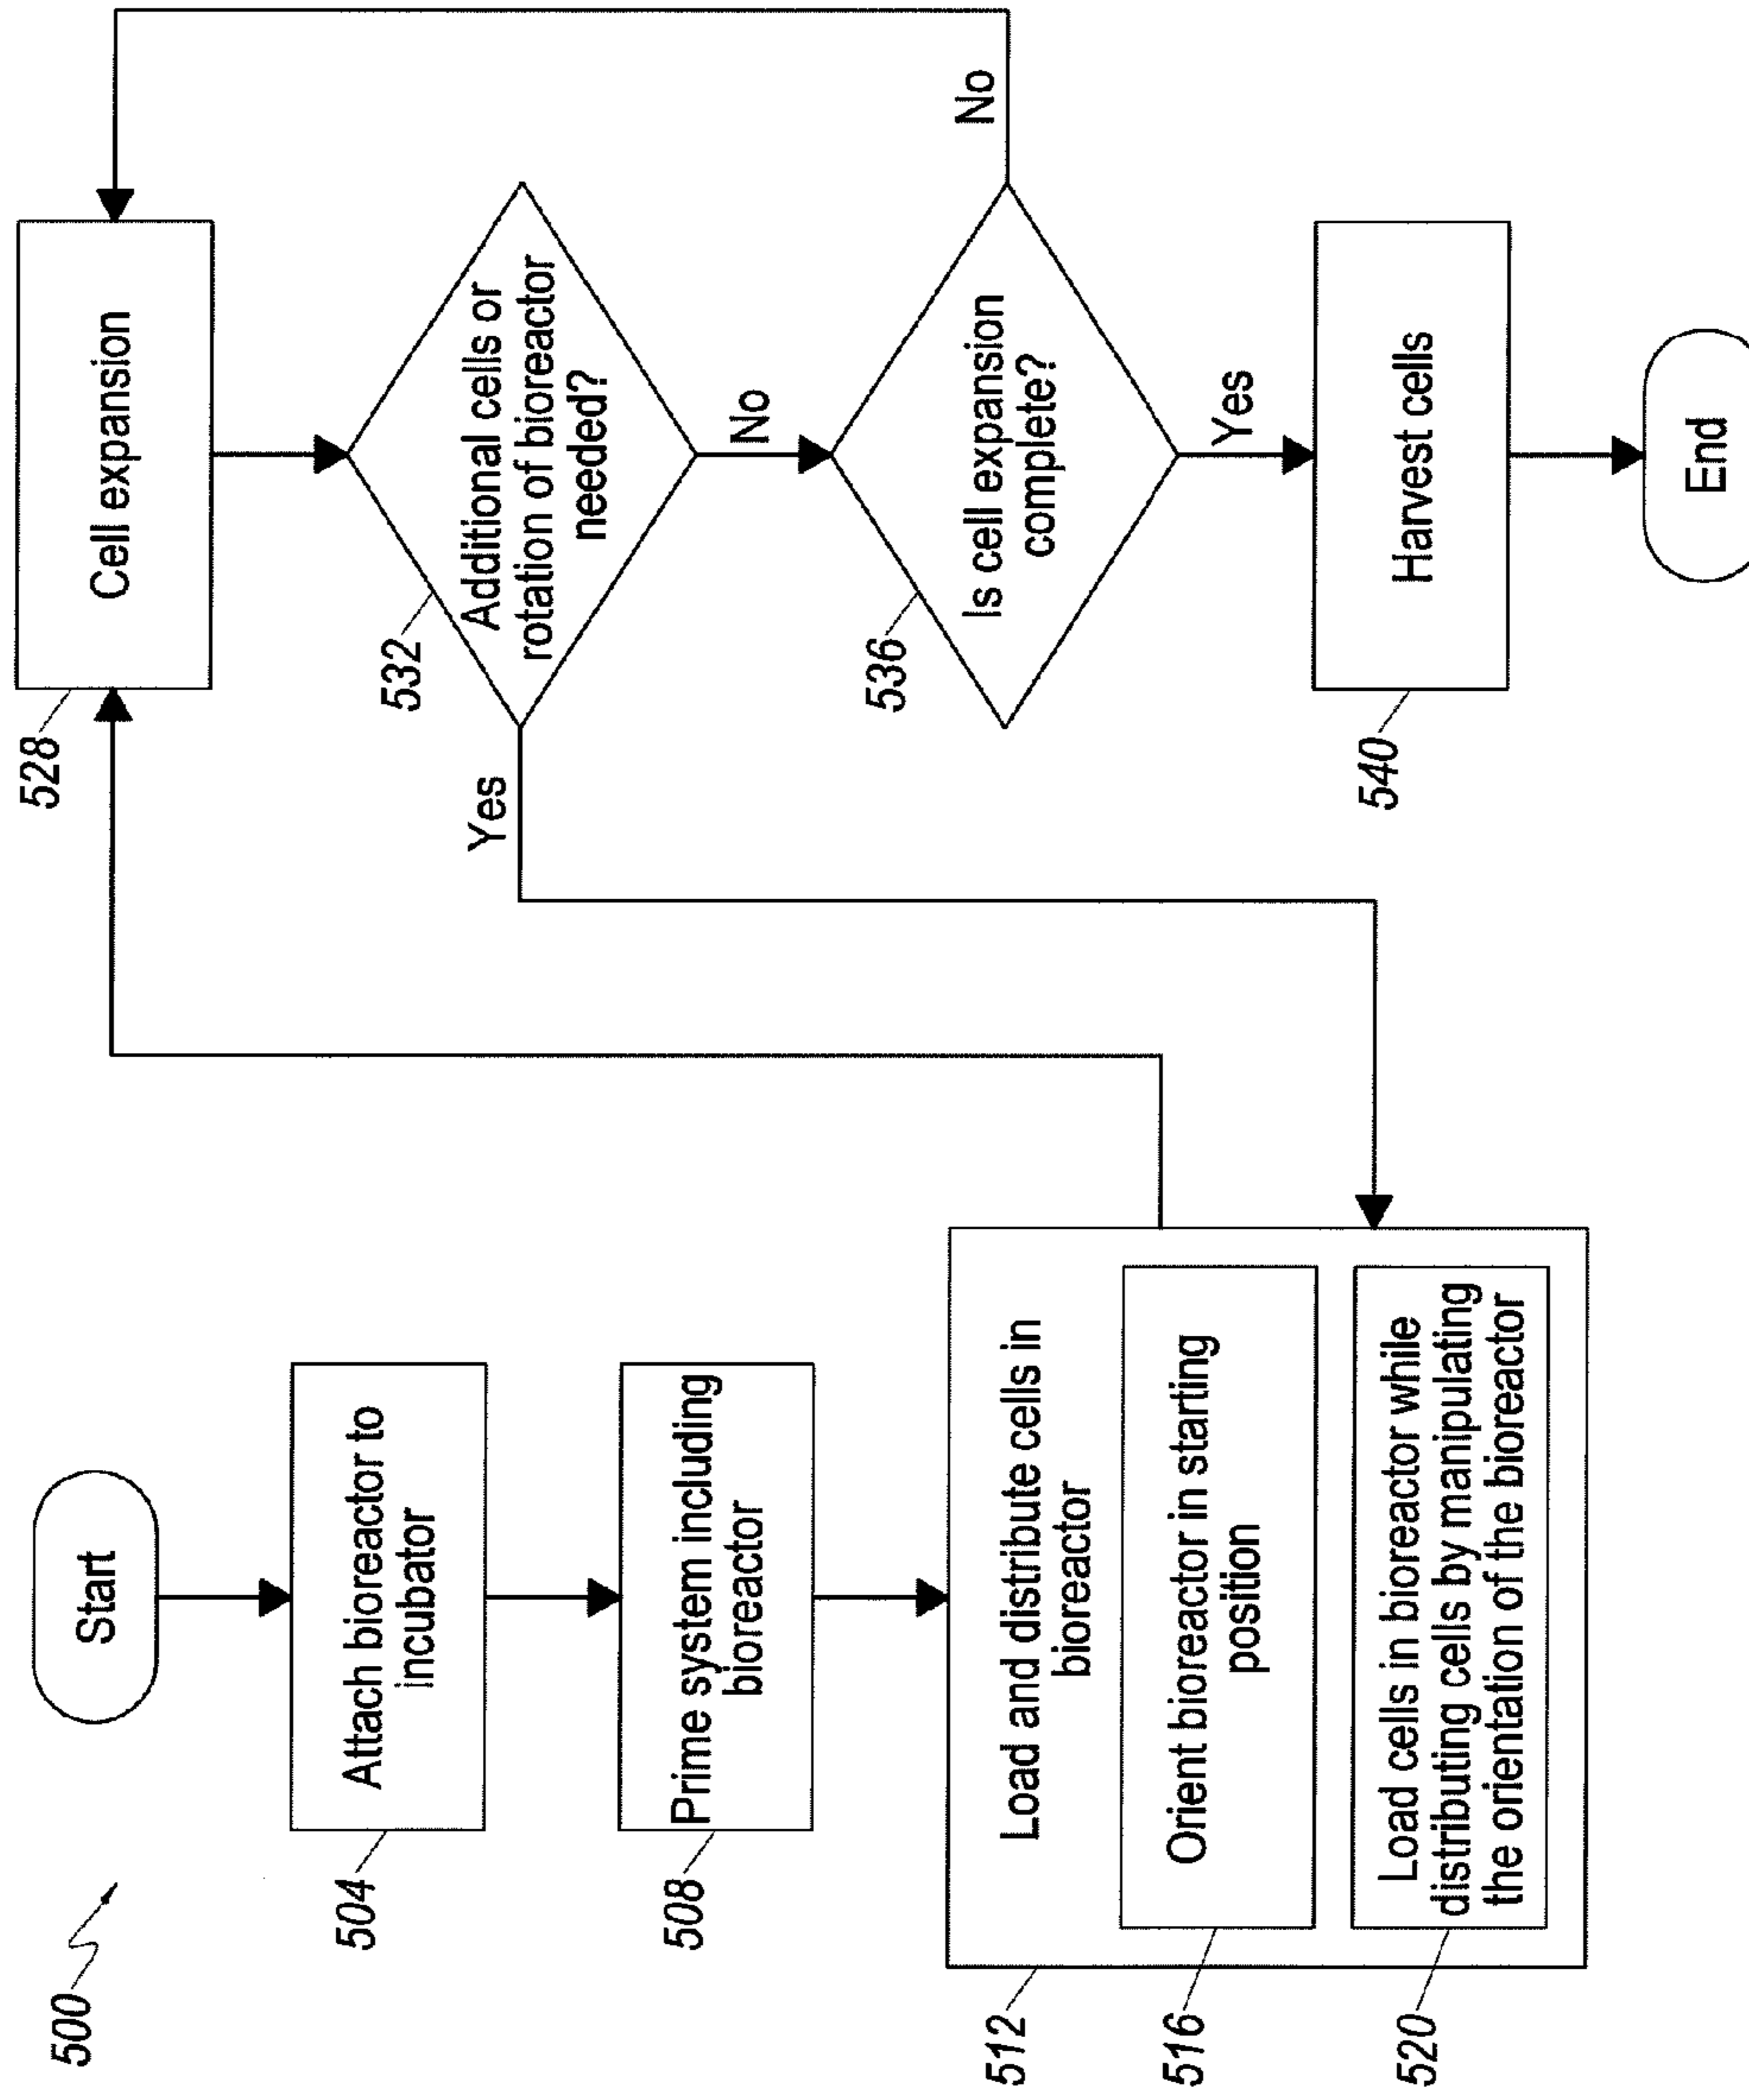 500
Start
504
Attach bioreactor to
incubator
508
Prime system including
bioreactor
512
Load and distribute cells in
bioreactor
516
Orient bioreactor in starting
position
520
Load cells in bioreactor while
distributing cells by manipulating
the orientation of the bioreactor
528
Cell expansion
532
Additional cells or
rotation of bioreactor
needed?
Yes
No
536
Is cell expansion
complete?
No
Yes
540
Harvest cells
End